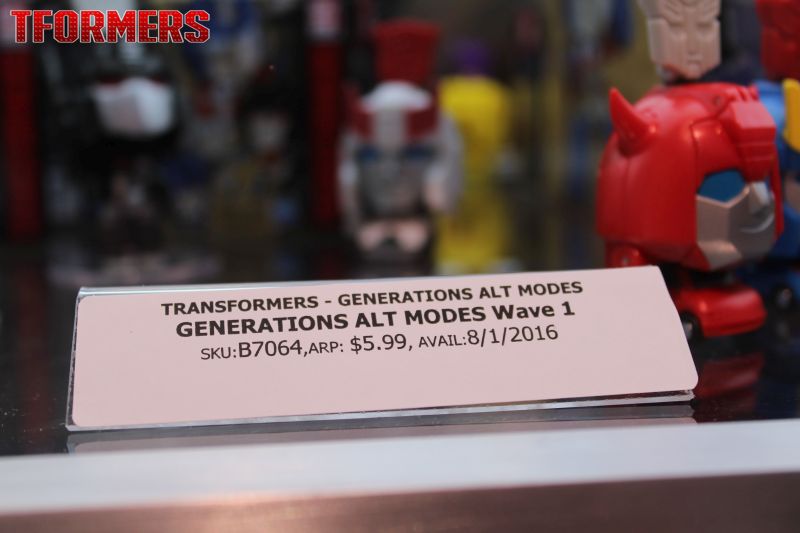 TFORMERS
TRANSFORMERS - GENERATIONS ALT MODES
GENERATIONS ALT MODES Wave 1
SKU:B7064,ARP: $5.99, AVAIL:8/1/2016